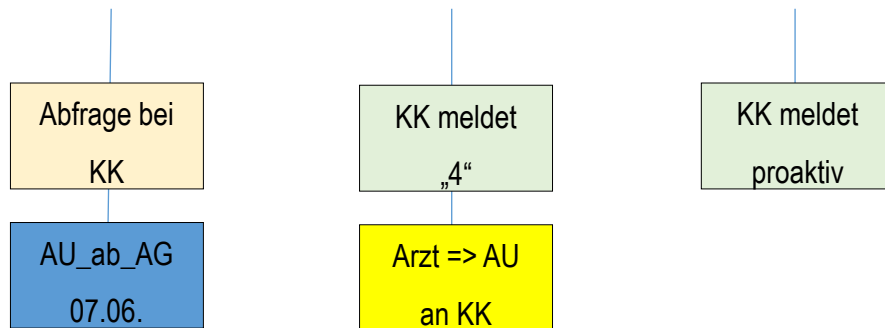 Abfrage bei
KK
KK meldet
„4“
KK meldet
proaktiv
AU_ab_AG
07.06.
Arzt => AU
an KK